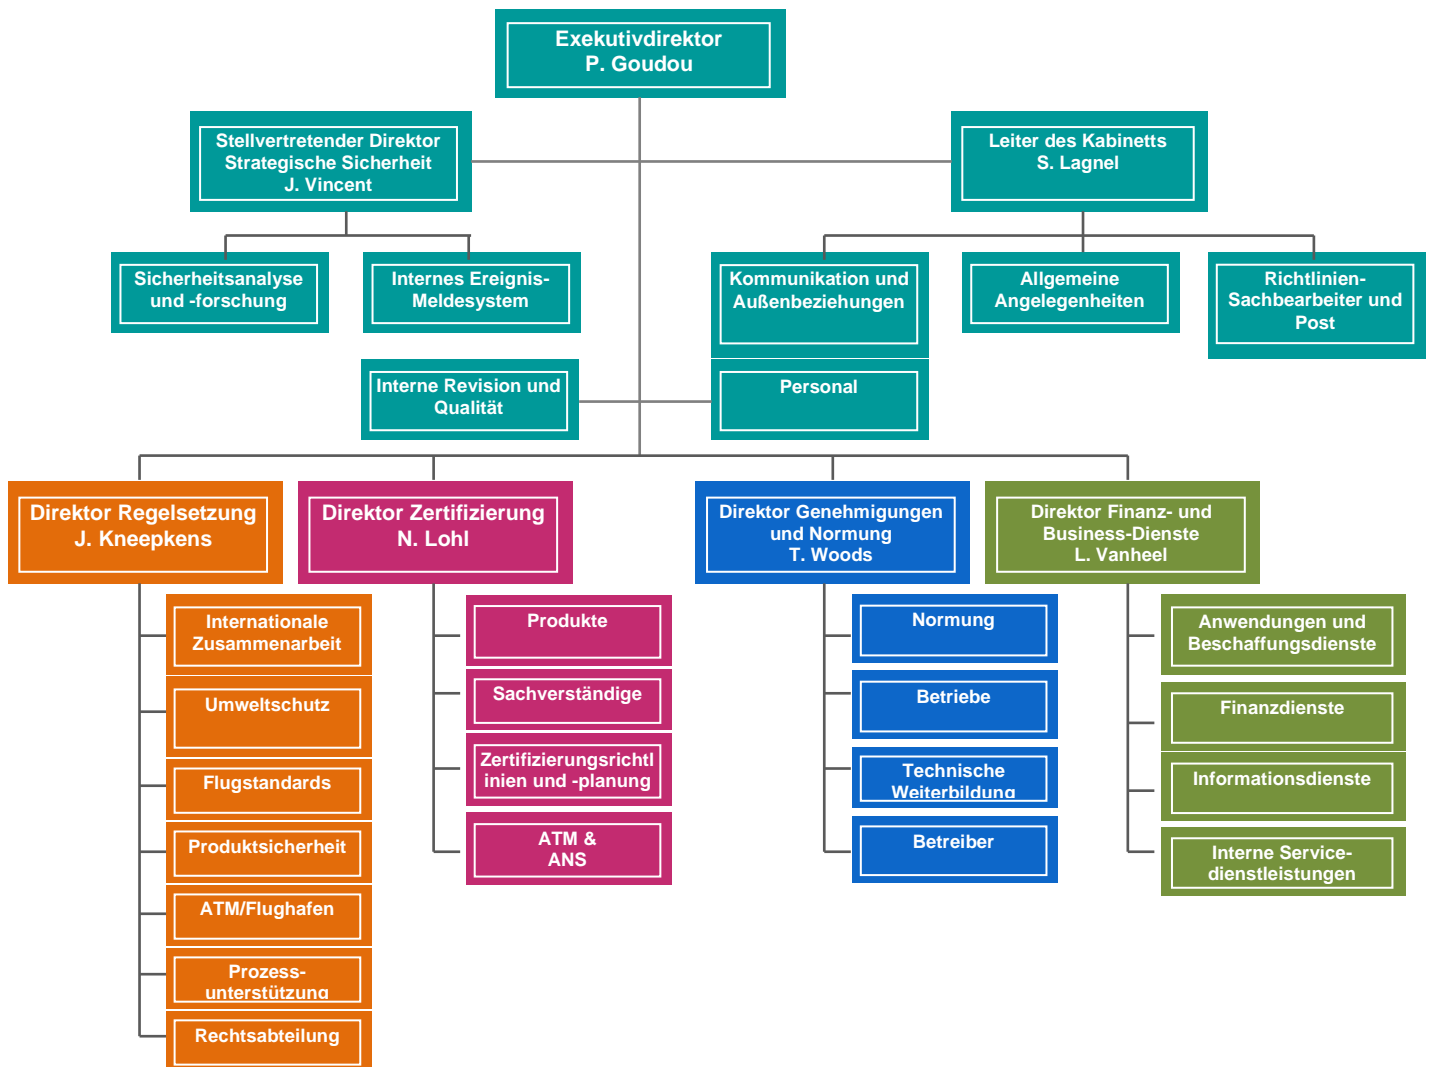 Exekutivdirektor
P. Goudou
Stellvertretender Direktor
Strategische Sicherheit
J. Vincent
Leiter des Kabinetts
S. Lagnel
Sicherheitsanalyse
und -forschung
Internes Ereignis-
Meldesystem
Kommunikation und
Außenbeziehungen
Allgemeine
Angelegenheiten
Richtlinien-
Sachbearbeiter und
Post
Interne Revision und
Qualität
Personal
Direktor Regelsetzung
J. Kneepkens
Direktor Zertifizierung
N. Lohl
Direktor Genehmigungen
und Normung
T. Woods
Direktor Finanz- und
Business-Dienste
L. Vanheel
Internationale
Zusammenarbeit
Umweltschutz
Flugstandards
Produktsicherheit
ATM/Flughafen
Prozess-
unterstützung
Rechtsabteilung
Produkte
Sachverständige
Zertifizierungsrichtl
inien und -planung
ATM &
ANS
Normung
Betriebe
Technische
Weiterbildung
Betreiber
Anwendungen und
Beschaffungsdienste
Finanzdienste
Informationsdienste
Interne Service-
dienstleistungen